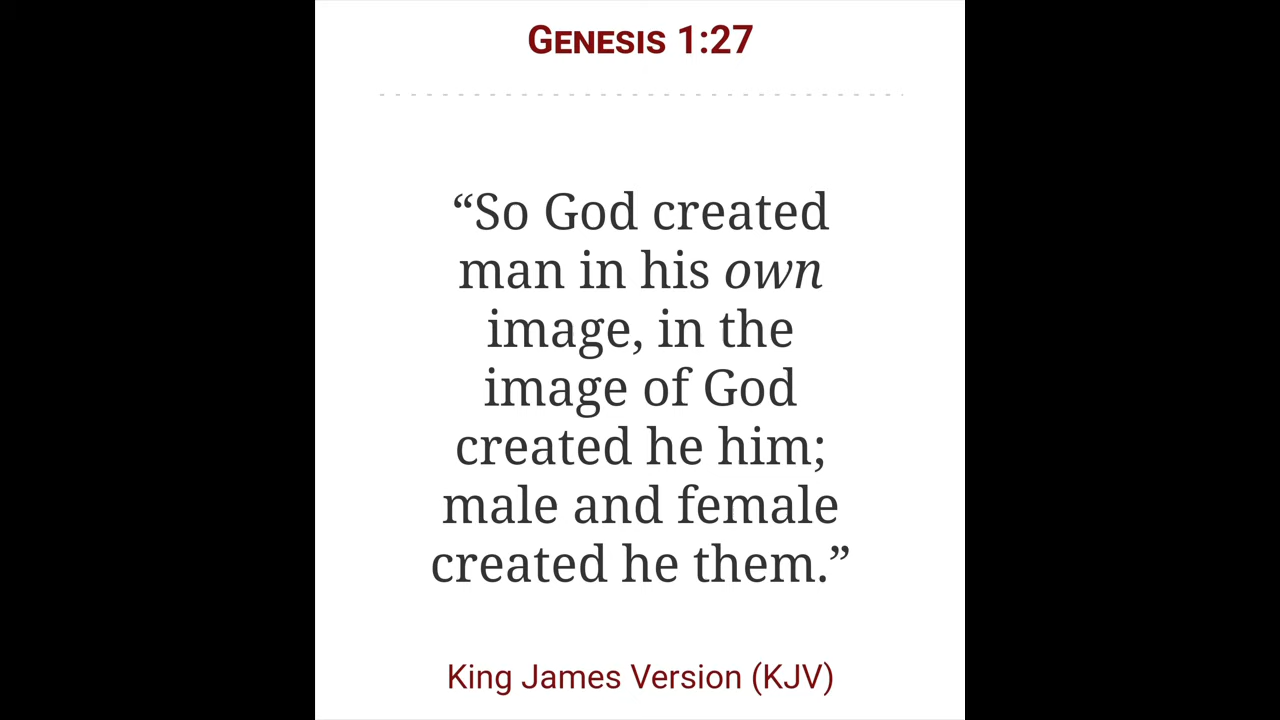 Genesis 1:27
“So God created
man in his own
image, in the
image of God
created he him;
male and female
created he them.”
King James Version (KJV)